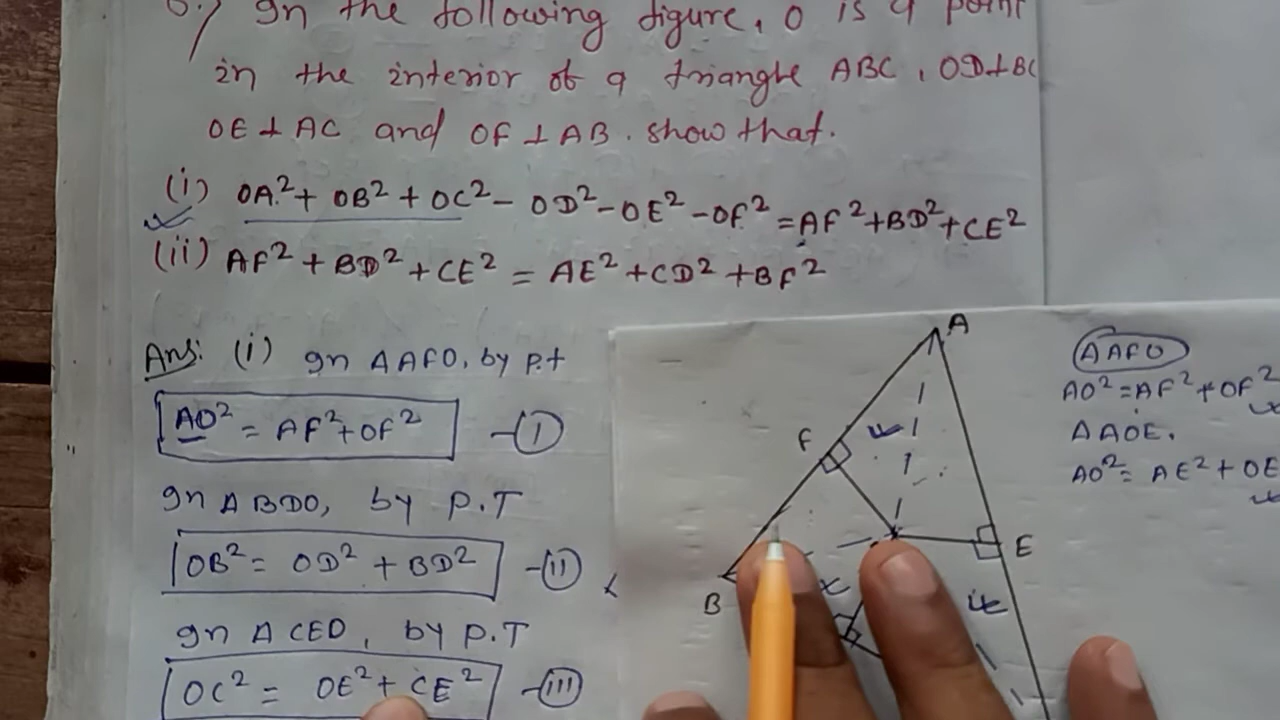 6.) In the following figure, O is a point
in the interior of a triangle ABC, OD⊥BC
OE ⊥ AC and OF ⊥ AB. show that.
(i) OA²+ OB² + OC² - OD² - OE² - OF² = AF²+BD²+CE²
(ii) AF² + BD² + CE² = AE² + CD² + BF²
Ans: (i) In ΔAFO, by P.t
AO² = AF²+OF² -(I)
In Δ BDO, by P.T
OB² = OD² + BD² -(II)
In Δ CEO, by P.T
OC² = OE² + CE² -(III)
A
F
E
B
ΔAFO
AO²=AF²+OF²
ΔAOE,
AO²= AE²+OE